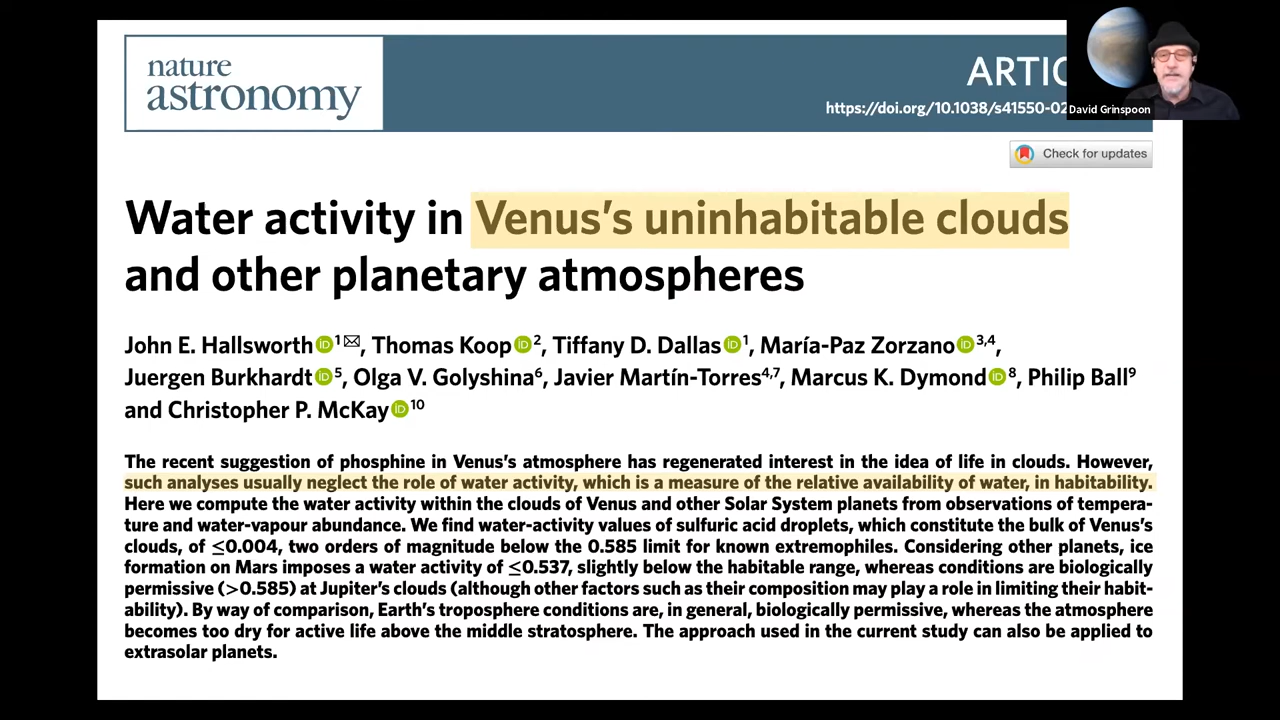 nature
astronomy
ARTIC
https://doi.org/10.1038/s41550-02
David Grinspoon
Check for updates
Water activity in Venus’s uninhabitable clouds
and other planetary atmospheres
John E. Hallsworth iD 1✉, Thomas Koop iD 2, Tiffany D. Dallas iD 1, María-Paz Zorzano iD 3,4,
Juergen Burkhardt iD 5, Olga V. Golyshina6, Javier Martín-Torres4,7, Marcus K. Dymond iD 8, Philip Ball9
and Christopher P. McKay iD 10
The recent suggestion of phosphine in Venus’s atmosphere has regenerated interest in the idea of life in clouds. However,
such analyses usually neglect the role of water activity, which is a measure of the relative availability of water, in habitability.
Here we compute the water activity within the clouds of Venus and other Solar System planets from observations of tempera-
ture and water-vapour abundance. We find water-activity values of sulfuric acid droplets, which constitute the bulk of Venus’s
clouds, of ≤0.004, two orders of magnitude below the 0.585 limit for known extremophiles. Considering other planets, ice
formation on Mars imposes a water activity of ≤0.537, slightly below the habitable range, whereas conditions are biologically
permissive (>0.585) at Jupiter’s clouds (although other factors such as their composition may play a role in limiting their habit-
ability). By way of comparison, Earth’s troposphere conditions are, in general, biologically permissive, whereas the atmosphere
becomes too dry for active life above the middle stratosphere. The approach used in the current study can also be applied to
extrasolar planets.